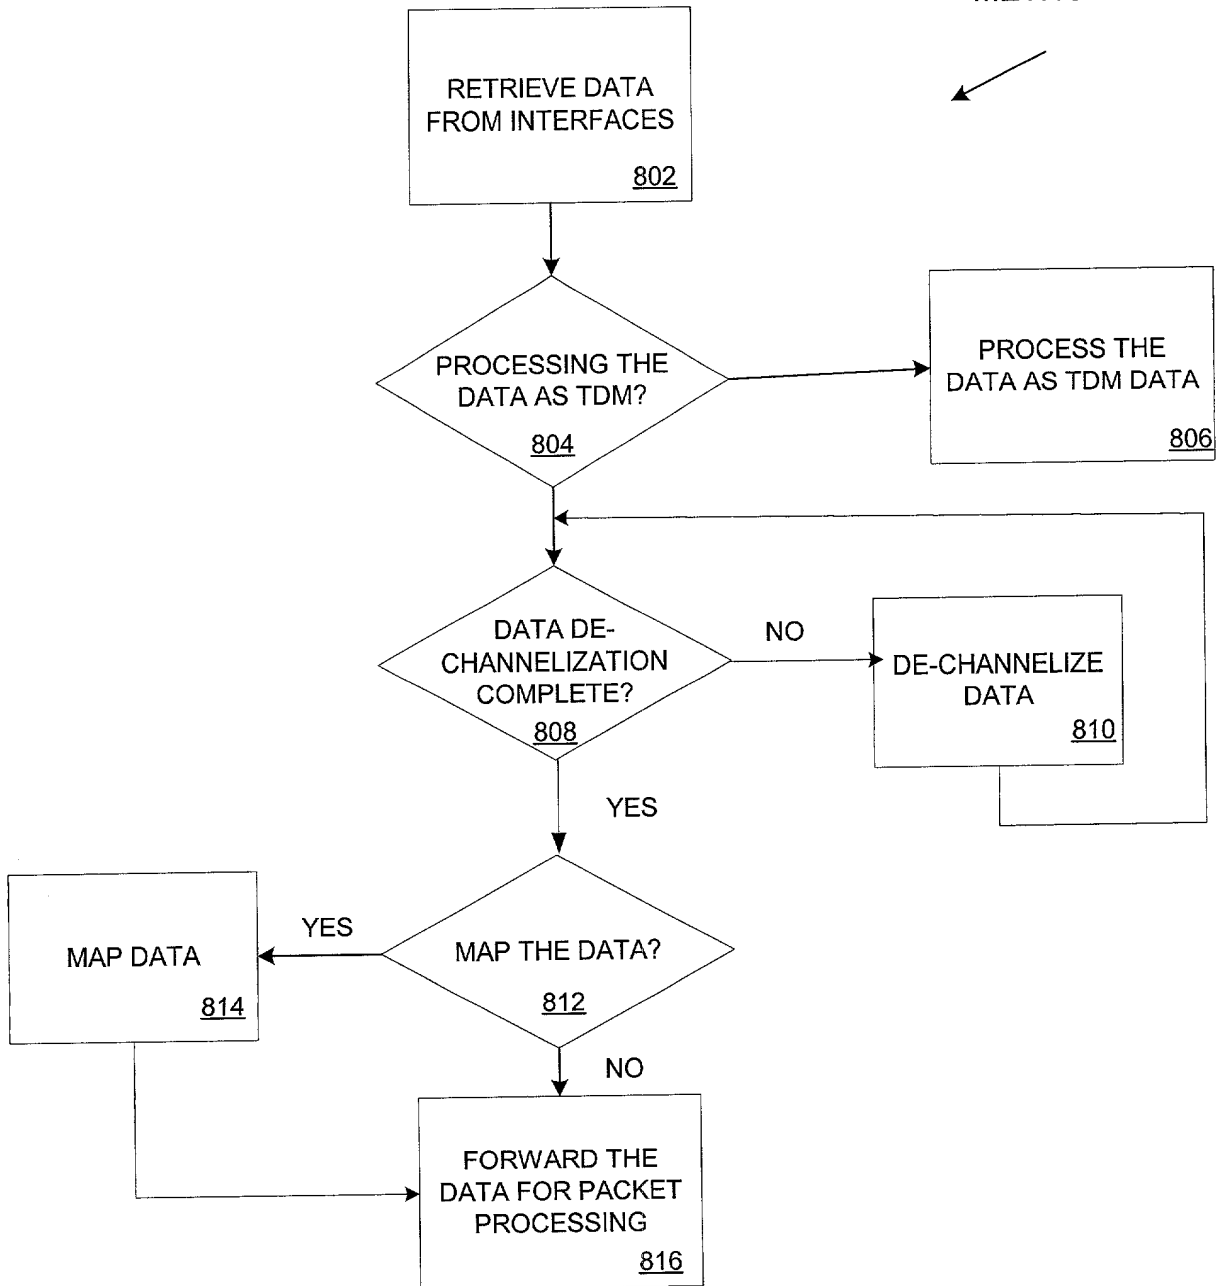 RETRIEVE DATA
FROM INTERFACES
802
PROCESSING THE
DATA AS TDM?
804
PROCESS THE
DATA AS TDM DATA
806
DATA DE-
CHANNELIZATION
COMPLETE?
808
NO
DE-CHANNELIZE
DATA
810
YES
MAP THE DATA?
812
YES
MAP DATA
814
NO
FORWARD THE
DATA FOR PACKET
PROCESSING
816